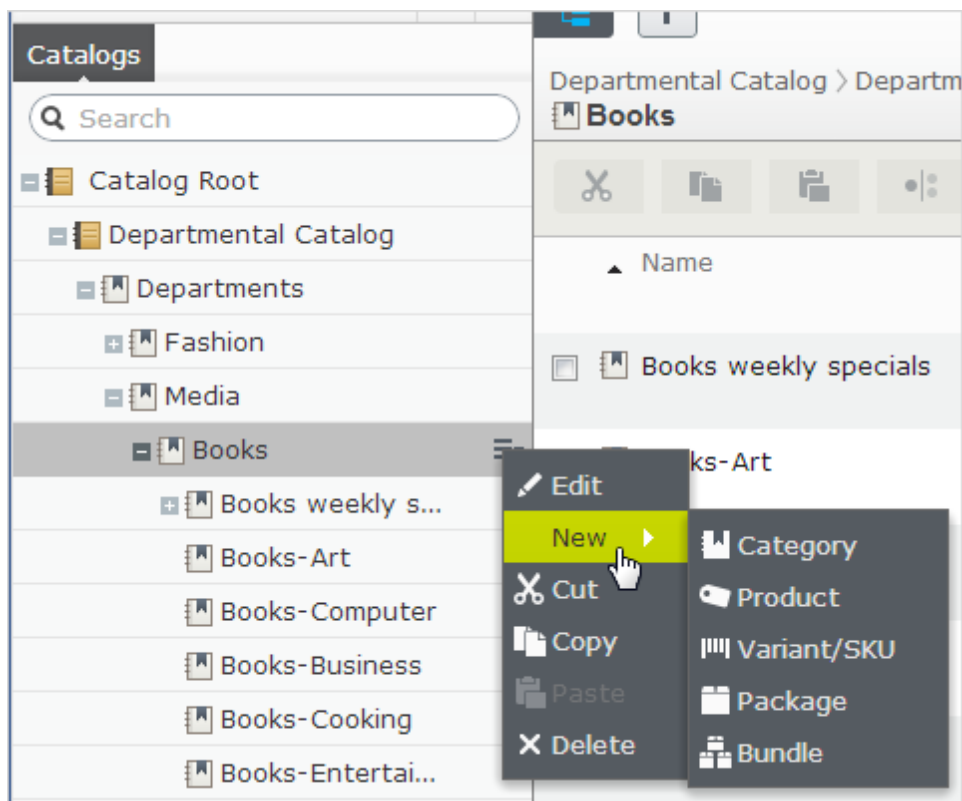 Catalogs
Search
Catalog Root
Departmental Catalog
Departments
Fashion
Media
Books
Books weekly s...
Books-Art
Books-Computer
Books-Business
Books-Cooking
Books-Entertai...
Departmental Catalog > Departm
Books
Name
Books weekly specials
ks-Art
Edit
New
Cut
Copy
Paste
Delete
Category
Product
Variant/SKU
Package
Bundle